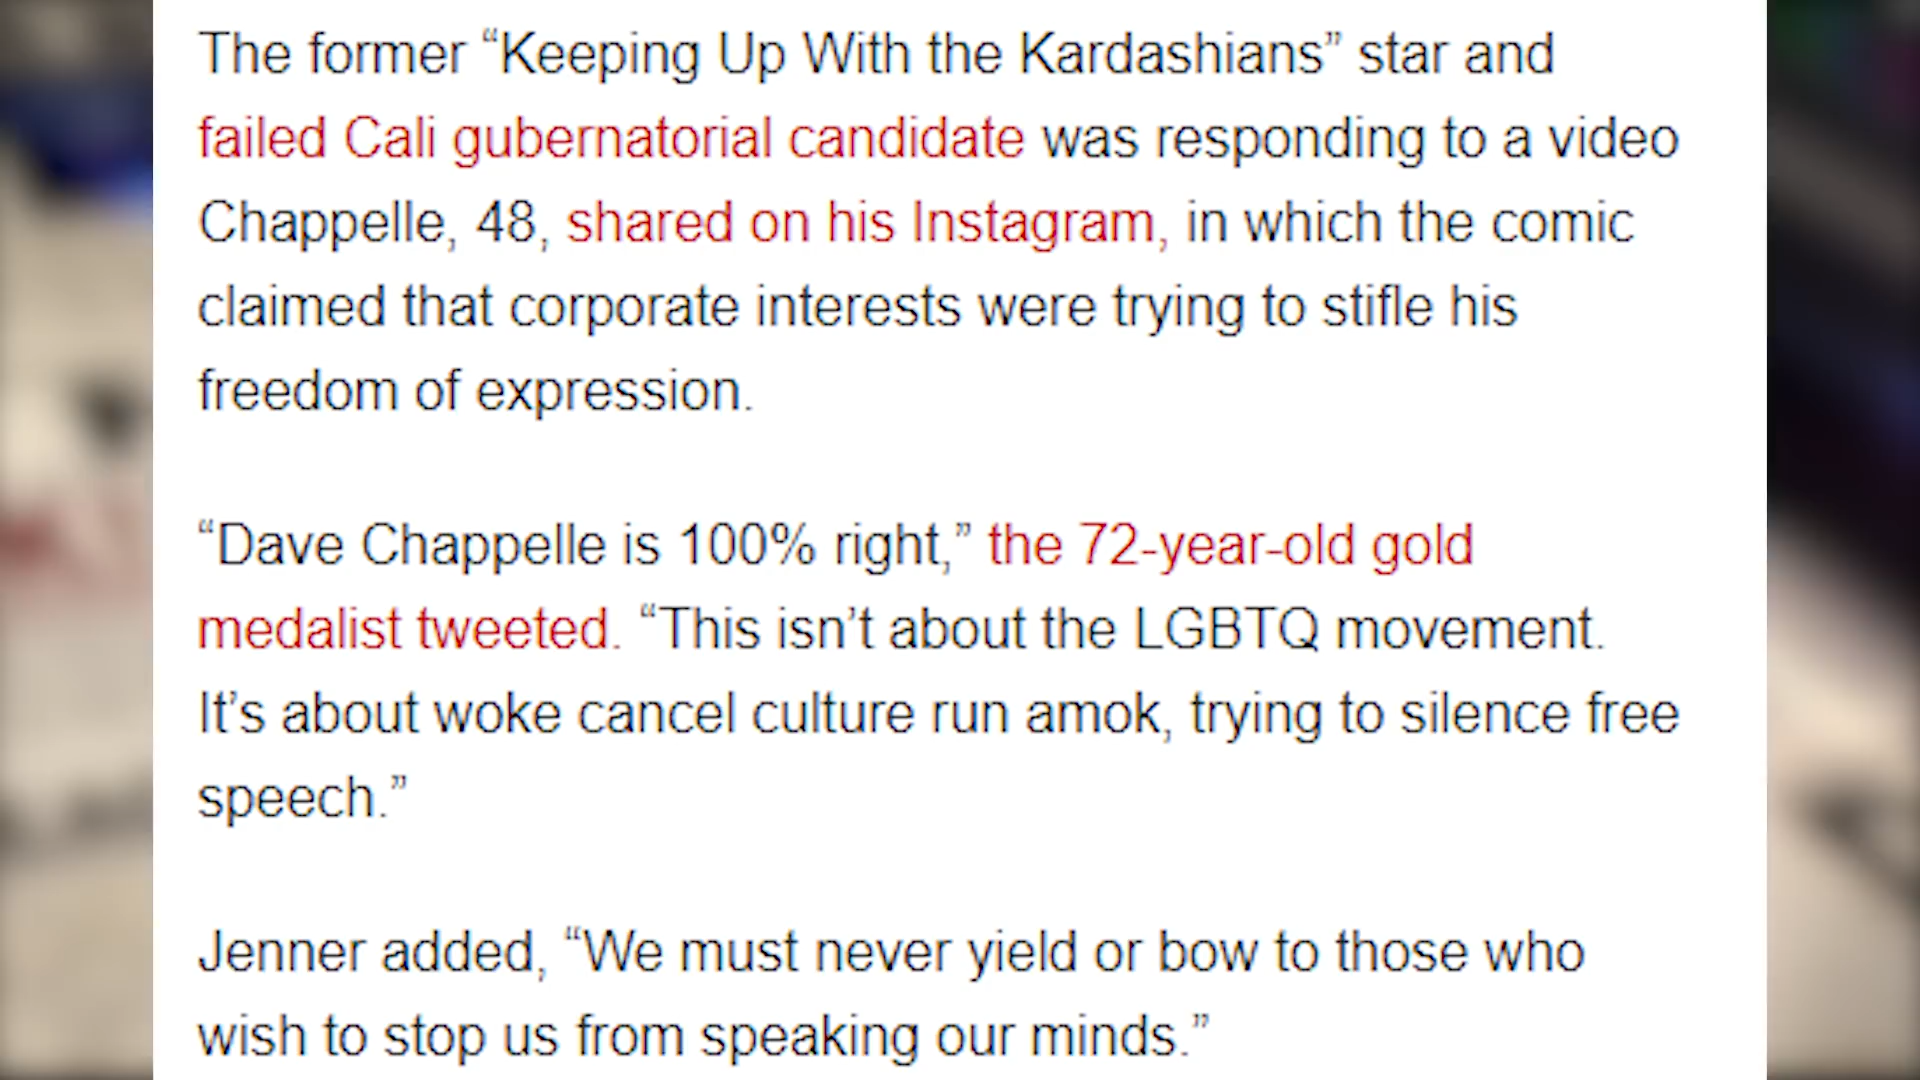 The former “Keeping Up With the Kardashians” star and
failed Cali gubernatorial candidate was responding to a video
Chappelle, 48, shared on his Instagram, in which the comic
claimed that corporate interests were trying to stifle his
freedom of expression.
“Dave Chappelle is 100% right,” the 72-year-old gold
medalist tweeted. “This isn’t about the LGBTQ movement.
It’s about woke cancel culture run amok, trying to silence free
speech.”
Jenner added, “We must never yield or bow to those who
wish to stop us from speaking our minds.”